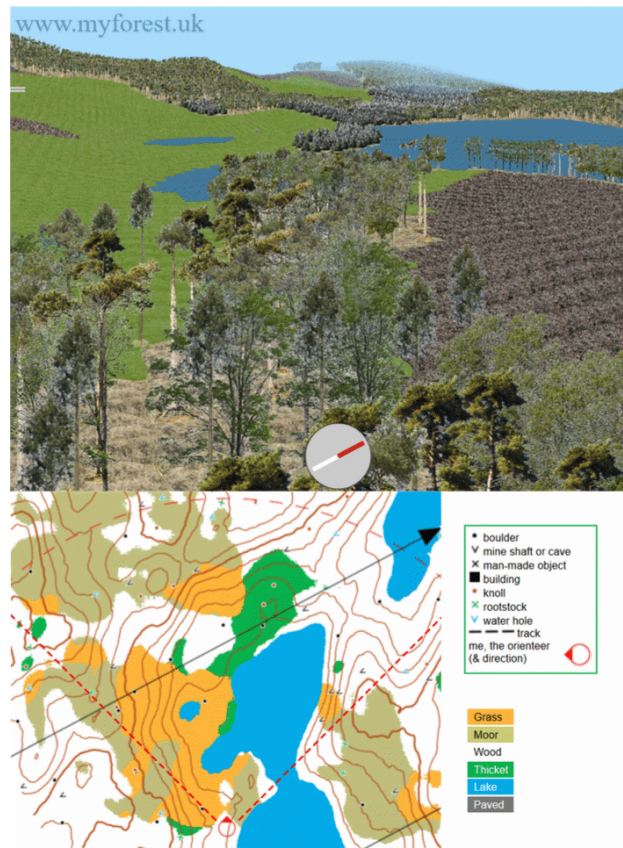 www.myforest.uk
boulder
mine shaft or cave
man-made object
building
knoll
rootstock
water hole
track
me, the orienteer
(& direction)
Grass
Moor
Wood
Thicket
Lake
Paved